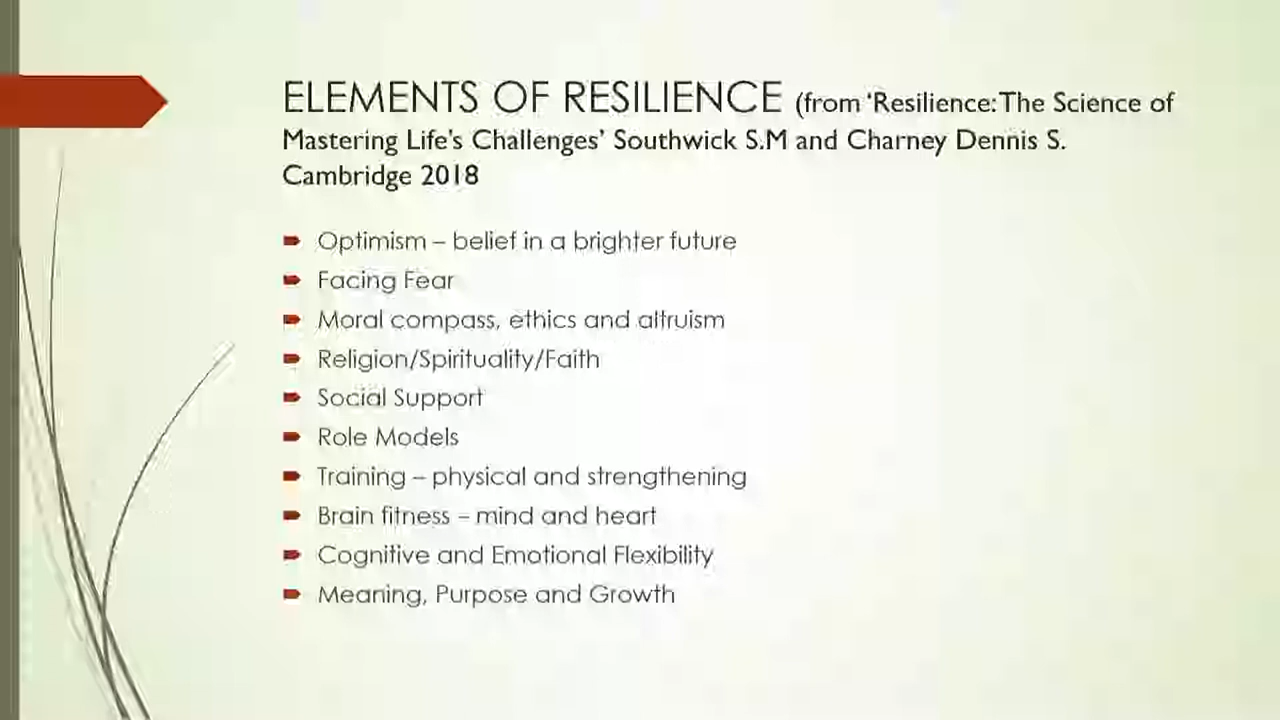 ELEMENTS OF RESILIENCE (from ‘Resilience: The Science of
Mastering Life's Challenges’ Southwick S.M and Charney Dennis S.
Cambridge 2018
Optimism – belief in a brighter future
Facing Fear
Moral compass, ethics and altruism
Religion/Spirituality/Faith
Social Support
Role Models
Training – physical and strengthening
Brain fitness – mind and heart
Cognitive and Emotional Flexibility
Meaning, Purpose and Growth